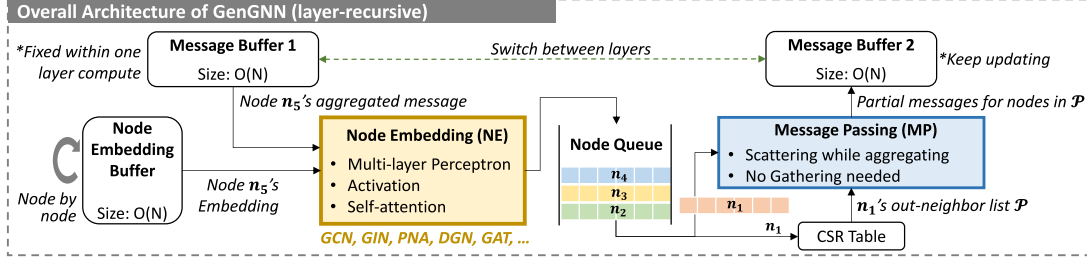 Overall Architecture of GenGNN (layer-recursive)
*Fixed within one
layer compute
Message Buffer 1
Size: O(N)
Switch between layers
Message Buffer 2
Size: O(N)
*Keep updating
Node n₅'s aggregated message
Partial messages for nodes in 𝒫
Node
Embedding
Buffer
Size: O(N)
Node by
node
Node n₅'s
Embedding
Node Embedding (NE)
• Multi-layer Perceptron
• Activation
• Self-attention
GCN, GIN, PNA, DGN, GAT, ...
Node Queue
n₄
n₃
n₂
n₁
n₁
Message Passing (MP)
• Scattering while aggregating
• No Gathering needed
n₁'s out-neighbor list 𝒫
CSR Table